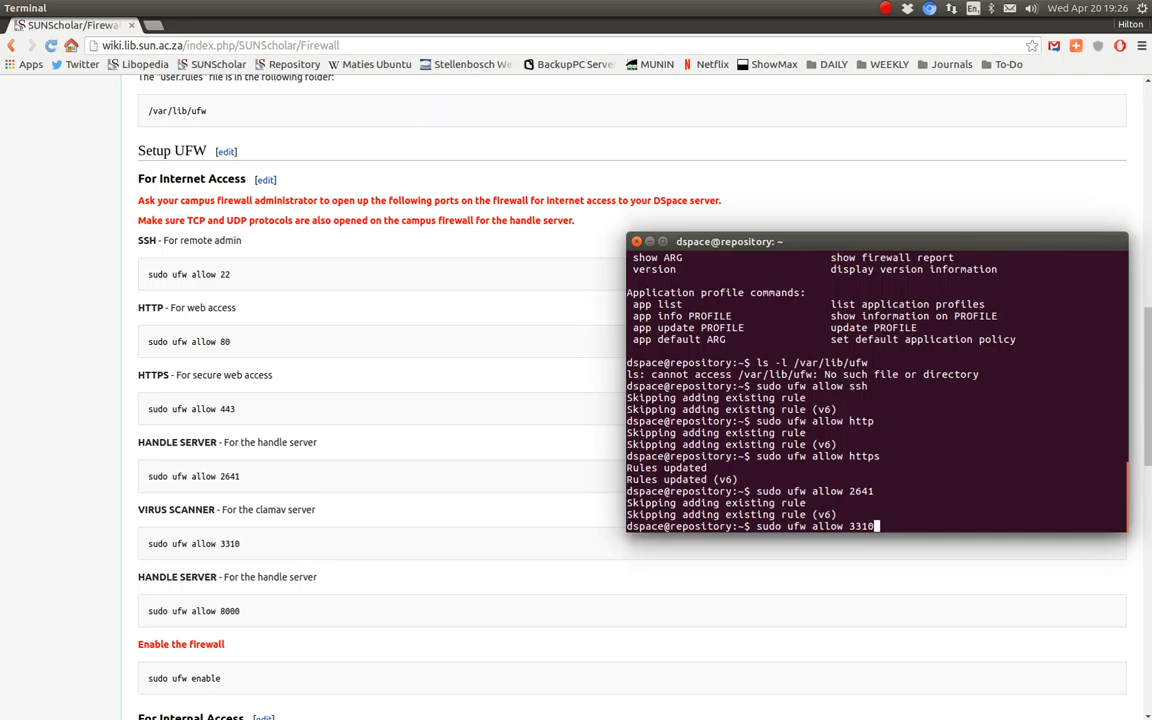 Terminal
En
Wed Apr 20 19:26
SUNScholar/Firewa
Hilton
wiki.lib.sun.ac.za/index.php/SUNScholar/Firewall
Apps
Twitter
Libopedia
SUNScholar
Repository
Maties Ubuntu
Stellenbosch We
BackupPC Serve
MUNIN
Netflix
ShowMax
DAILY
WEEKLY
Journals
To-Do
The "user.rules" file is in the following folder:
/var/lib/ufw
Setup UFW [edit]
For Internet Access [edit]
Ask your campus firewall administrator to open up the following ports on the firewall for internet access to your DSpace server.
Make sure TCP and UDP protocols are also opened on the campus firewall for the handle server.
SSH - For remote admin
sudo ufw allow 22
HTTP - For web access
sudo ufw allow 80
HTTPS - For secure web access
sudo ufw allow 443
HANDLE SERVER - For the handle server
sudo ufw allow 2641
VIRUS SCANNER - For the clamav server
sudo ufw allow 3310
HANDLE SERVER - For the handle server
sudo ufw allow 8000
Enable the firewall
sudo ufw enable
For Internal Access [edit]
dspace@repository: ~
show ARG show firewall report
version display version information
Application profile commands:
app list list application profiles
app info PROFILE show information on PROFILE
app update PROFILE update PROFILE
app default ARG set default application policy
dspace@repository:~$ ls -l /var/lib/ufw
ls: cannot access /var/lib/ufw: No such file or directory
dspace@repository:~$ sudo ufw allow ssh
Skipping adding existing rule
Skipping adding existing rule (v6)
dspace@repository:~$ sudo ufw allow http
Skipping adding existing rule
Skipping adding existing rule (v6)
dspace@repository:~$ sudo ufw allow https
Rules updated
Rules updated (v6)
dspace@repository:~$ sudo ufw allow 2641
Skipping adding existing rule
Skipping adding existing rule (v6)
dspace@repository:~$ sudo ufw allow 3310